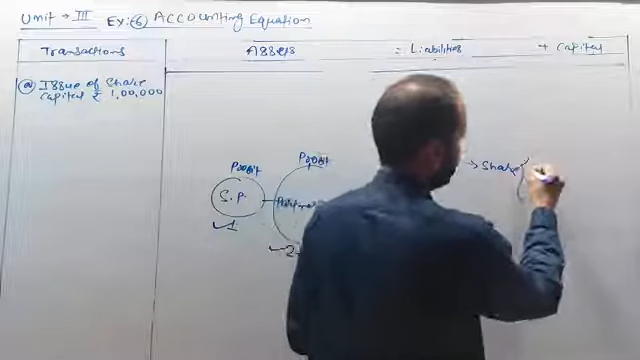 Unit → III Ex: 6 ACCounting Equation
Transactions Assets = Liabilities + Capital
a Issue of Share
Capital ₹ 1,00,000
Profit
S.P.
✓1
Profit
✓2
→ Share